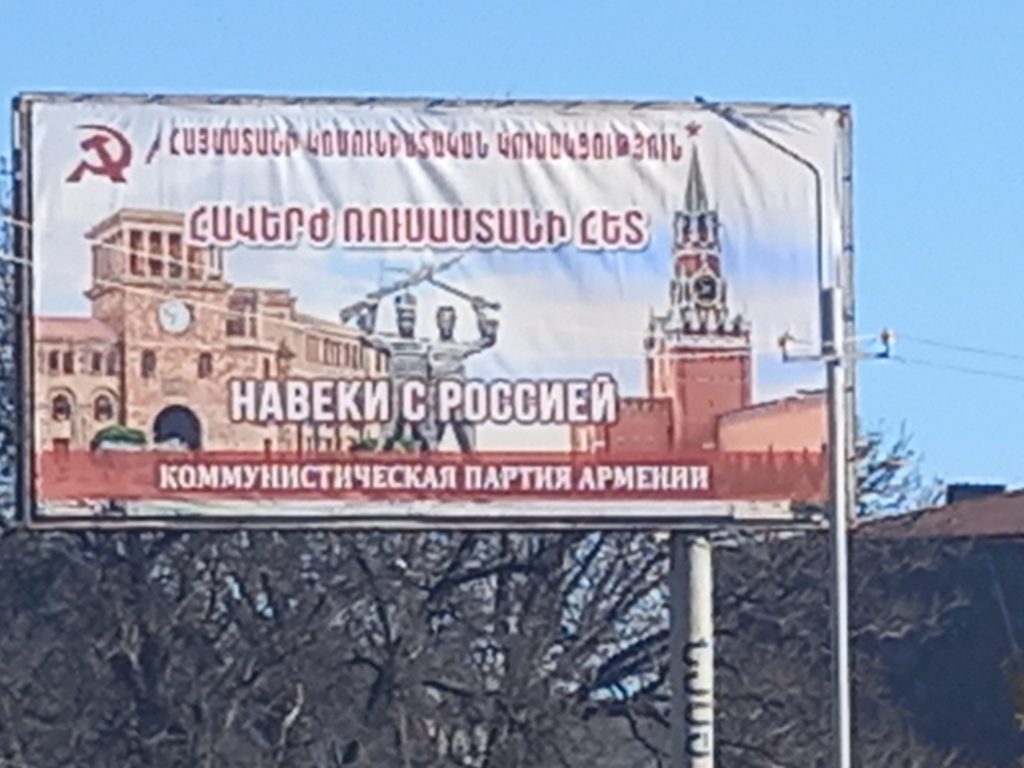 ՀԱՅԱՍՏԱՆԻ ԿՈՄՈՒՆԻՍՏԱԿԱՆ ԿՈՒՍԱԿՑՈՒԹՅՈՒՆ
ՀԱՎԵՐԺ ՌՈՒՍԱՍՏԱՆԻ ՀԵՏ
НАВЕКИ С РОССИЕЙ
КОММУНИСТИЧЕСКАЯ ПАРТИЯ АРМЕНИИ